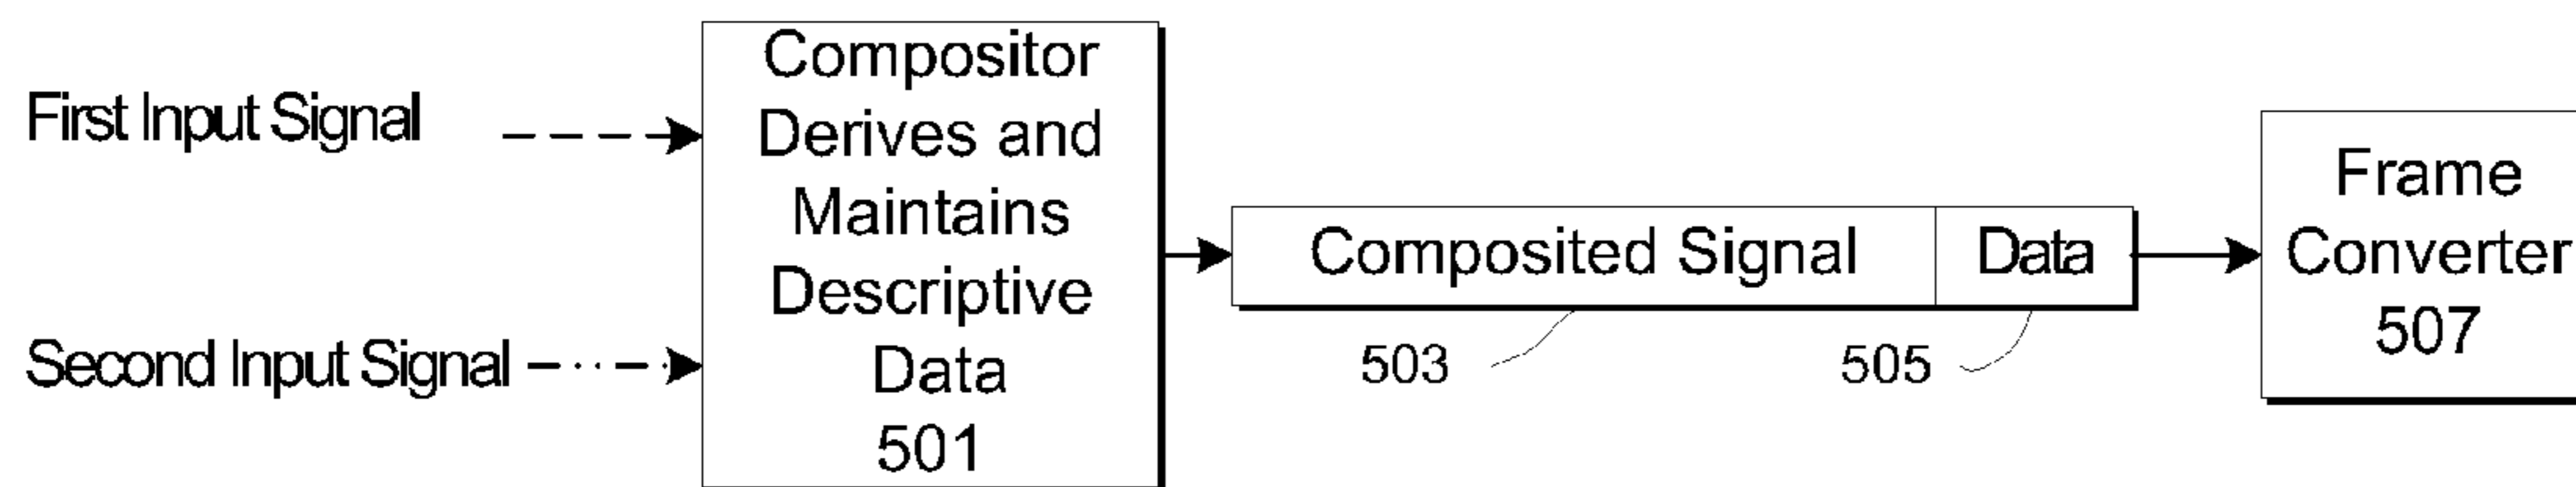 First Input Signal
Second Input Signal
Compositor
Derives and
Maintains
Descriptive
Data
501
Composited Signal
Data
503
505
Frame
Converter
507